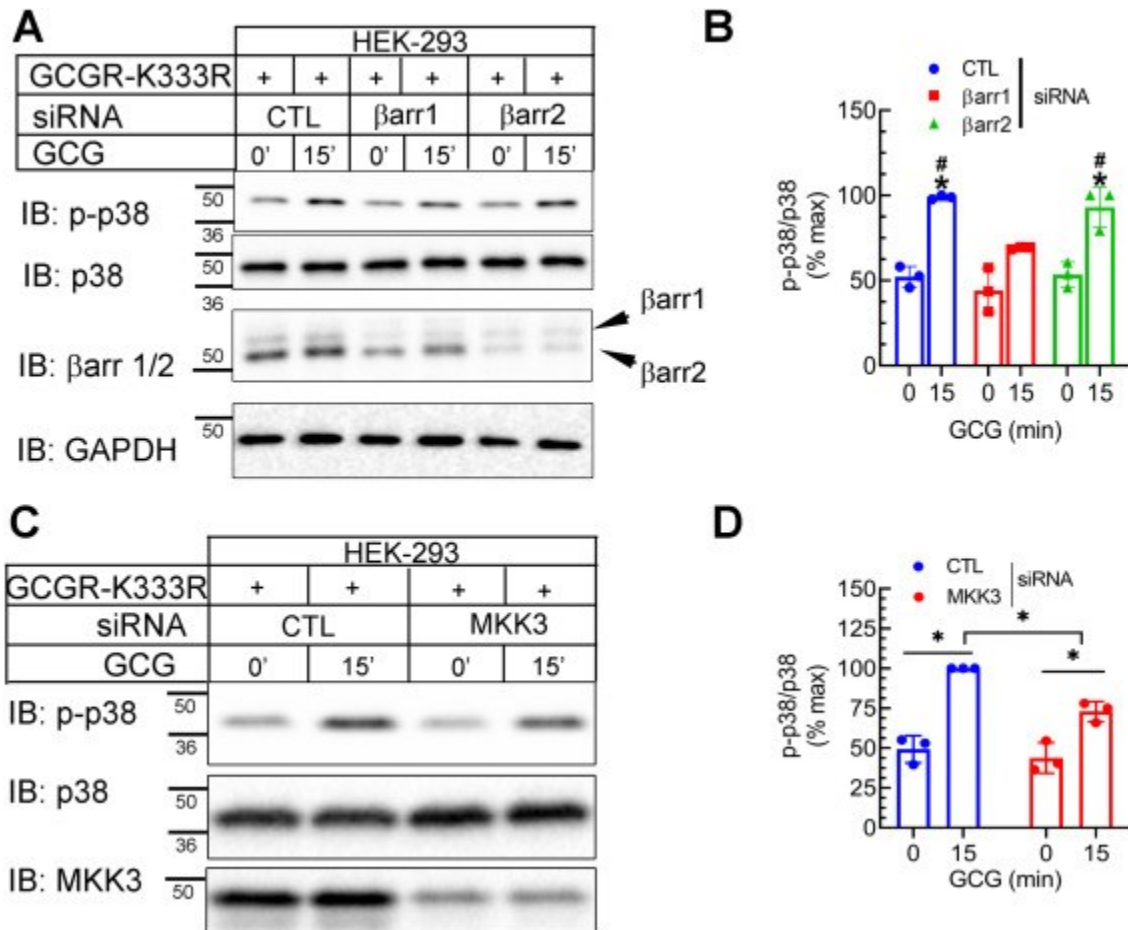 A
HEK-293
GCGR-K333R + + + + + +
siRNA CTL βarr1 βarr2
GCG 0' 15' 0' 15' 0' 15'
IB: p-p38 50
36
IB: p38 50
36
IB: βarr 1/2 50
βarr1
βarr2
IB: GAPDH 50
B
CTL
βarr1 siRNA
βarr2
p-p38/p38
(% max)
100
100
50
0
# # 
* *
0 15 0 15 0 15
GCG (min)
C
HEK-293
GCGR-K333R + + + +
siRNA CTL MKK3
GCG 0' 15' 0' 15'
IB: p-p38 50
36
IB: p38 50
36
IB: MKK3 50
D
CTL siRNA
MKK3
p-p38/p38
(% max)
125
100
75
50
25
0
* * *
0 15 0 15
GCG (min)